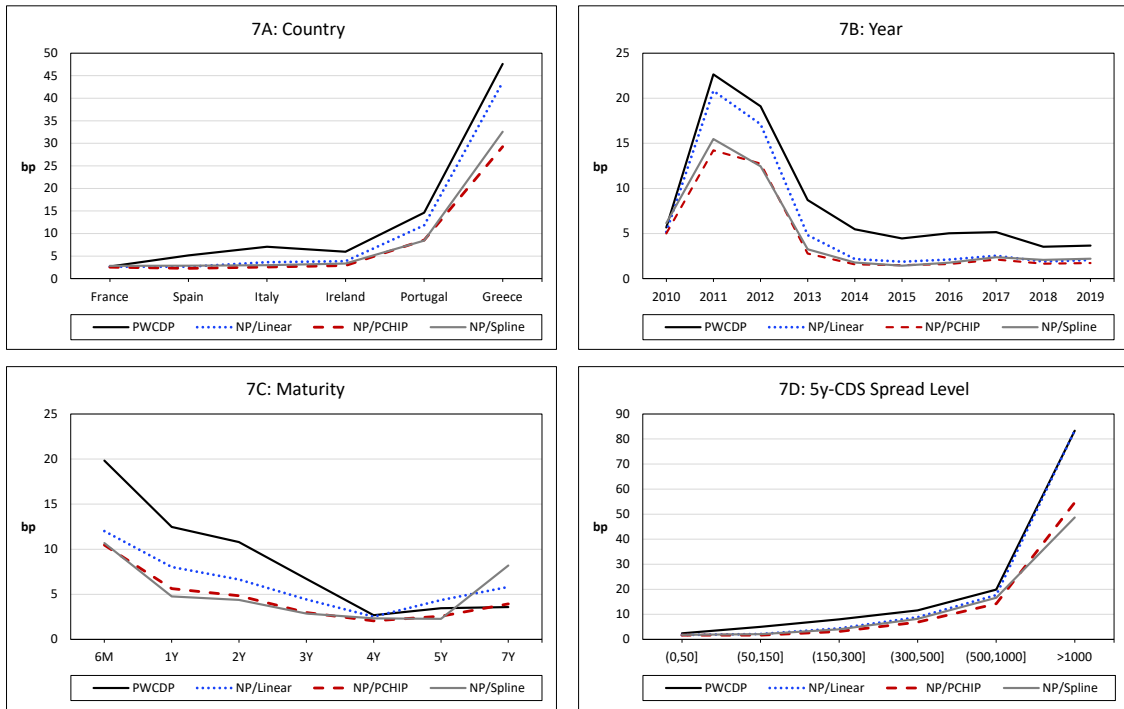 7A: Country
50
45
40
35
30
25
20
15
10
5
0
bp
France Spain Italy Ireland Portugal Greece
PWCDP NP/Linear NP/PCHIP NP/Spline
7B: Year
25
20
15
10
5
0
bp
2010 2011 2012 2013 2014 2015 2016 2017 2018 2019
PWCDP NP/Linear NP/PCHIP NP/Spline
7C: Maturity
25
20
15
10
5
0
bp
6M 1Y 2Y 3Y 4Y 5Y 7Y
PWCDP NP/Linear NP/PCHIP NP/Spline
7D: 5y-CDS Spread Level
90
80
70
60
50
40
30
20
10
0
bp
(0,50] (50,150] (150,300] (300,500] (500,1000] >1000
PWCDP NP/Linear NP/PCHIP NP/Spline